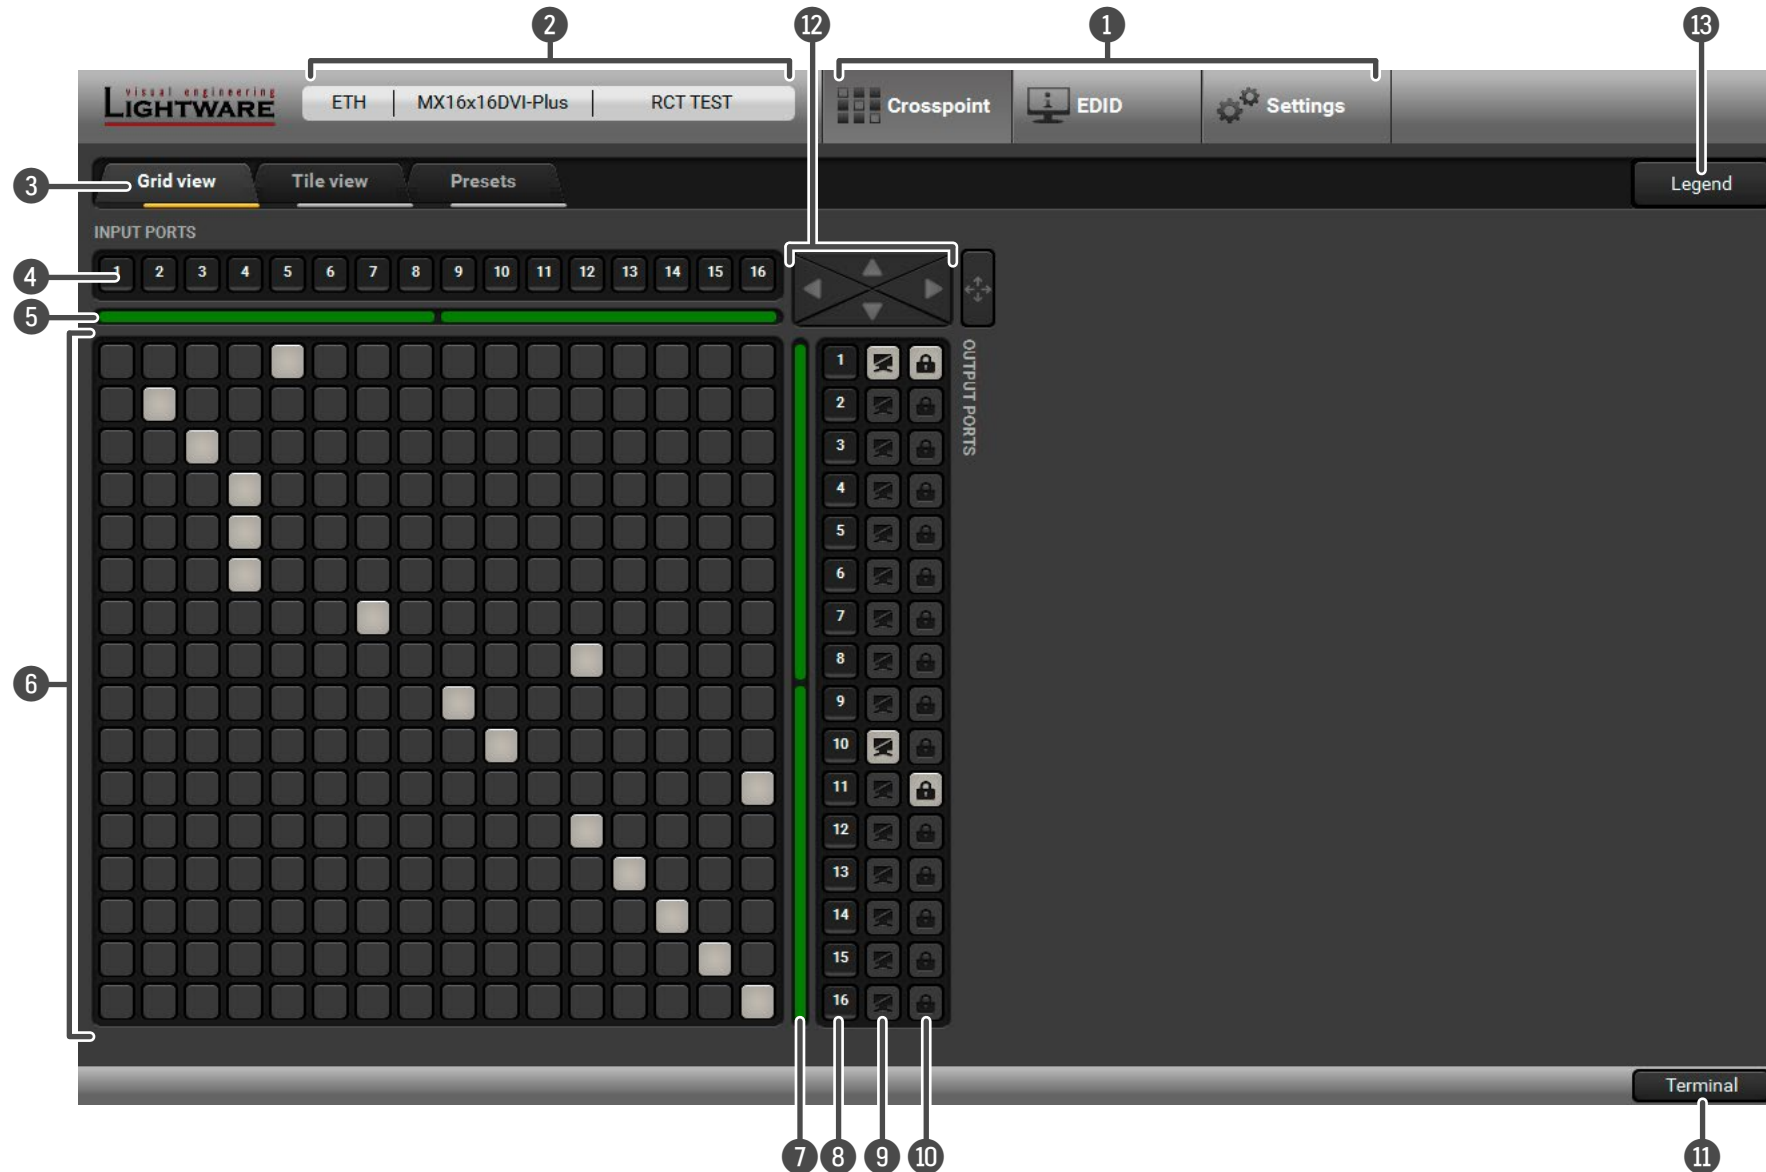 2 12 1 13
visual engineering
LIGHTWARE
ETH MX16x16DVI-Plus RCT TEST
Crosspoint EDID Settings
3 Grid view Tile view Presets Legend
INPUT PORTS
4 1 2 3 4 5 6 7 8 9 10 11 12 13 14 15 16
5
OUTPUT PORTS
1
2
3
4
5
6
7
8
6
9
10
11
12
13
14
15
16
Terminal
7 8 9 10 11